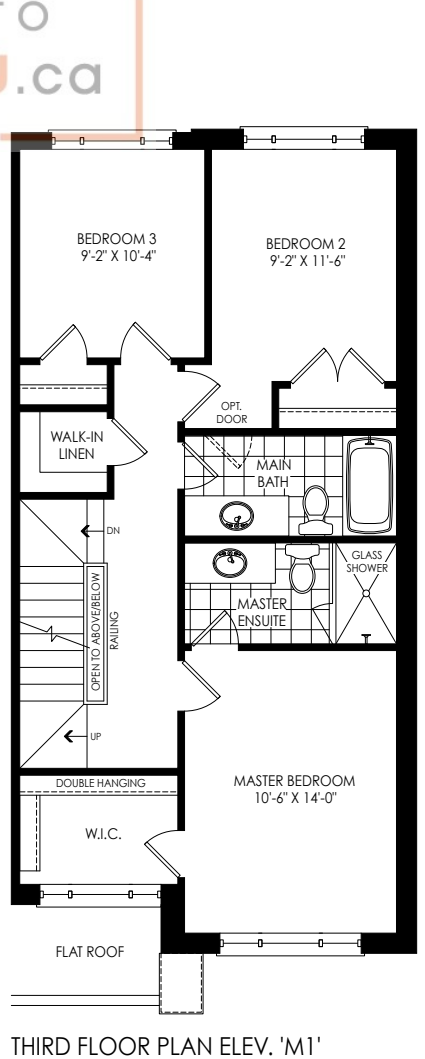 TO
.ca
BEDROOM 3
9'-2" X 10'-4"
BEDROOM 2
9'-2" X 11'-6"
OPT.
DOOR
WALK-IN
LINEN
MAIN
BATH
DN
OPEN TO ABOVE/BELOW
RAILING
GLASS
SHOWER
MASTER
ENSUITE
UP
DOUBLE HANGING
MASTER BEDROOM
10'-6" X 14'-0"
W.I.C.
FLAT ROOF
THIRD FLOOR PLAN ELEV. 'M1'